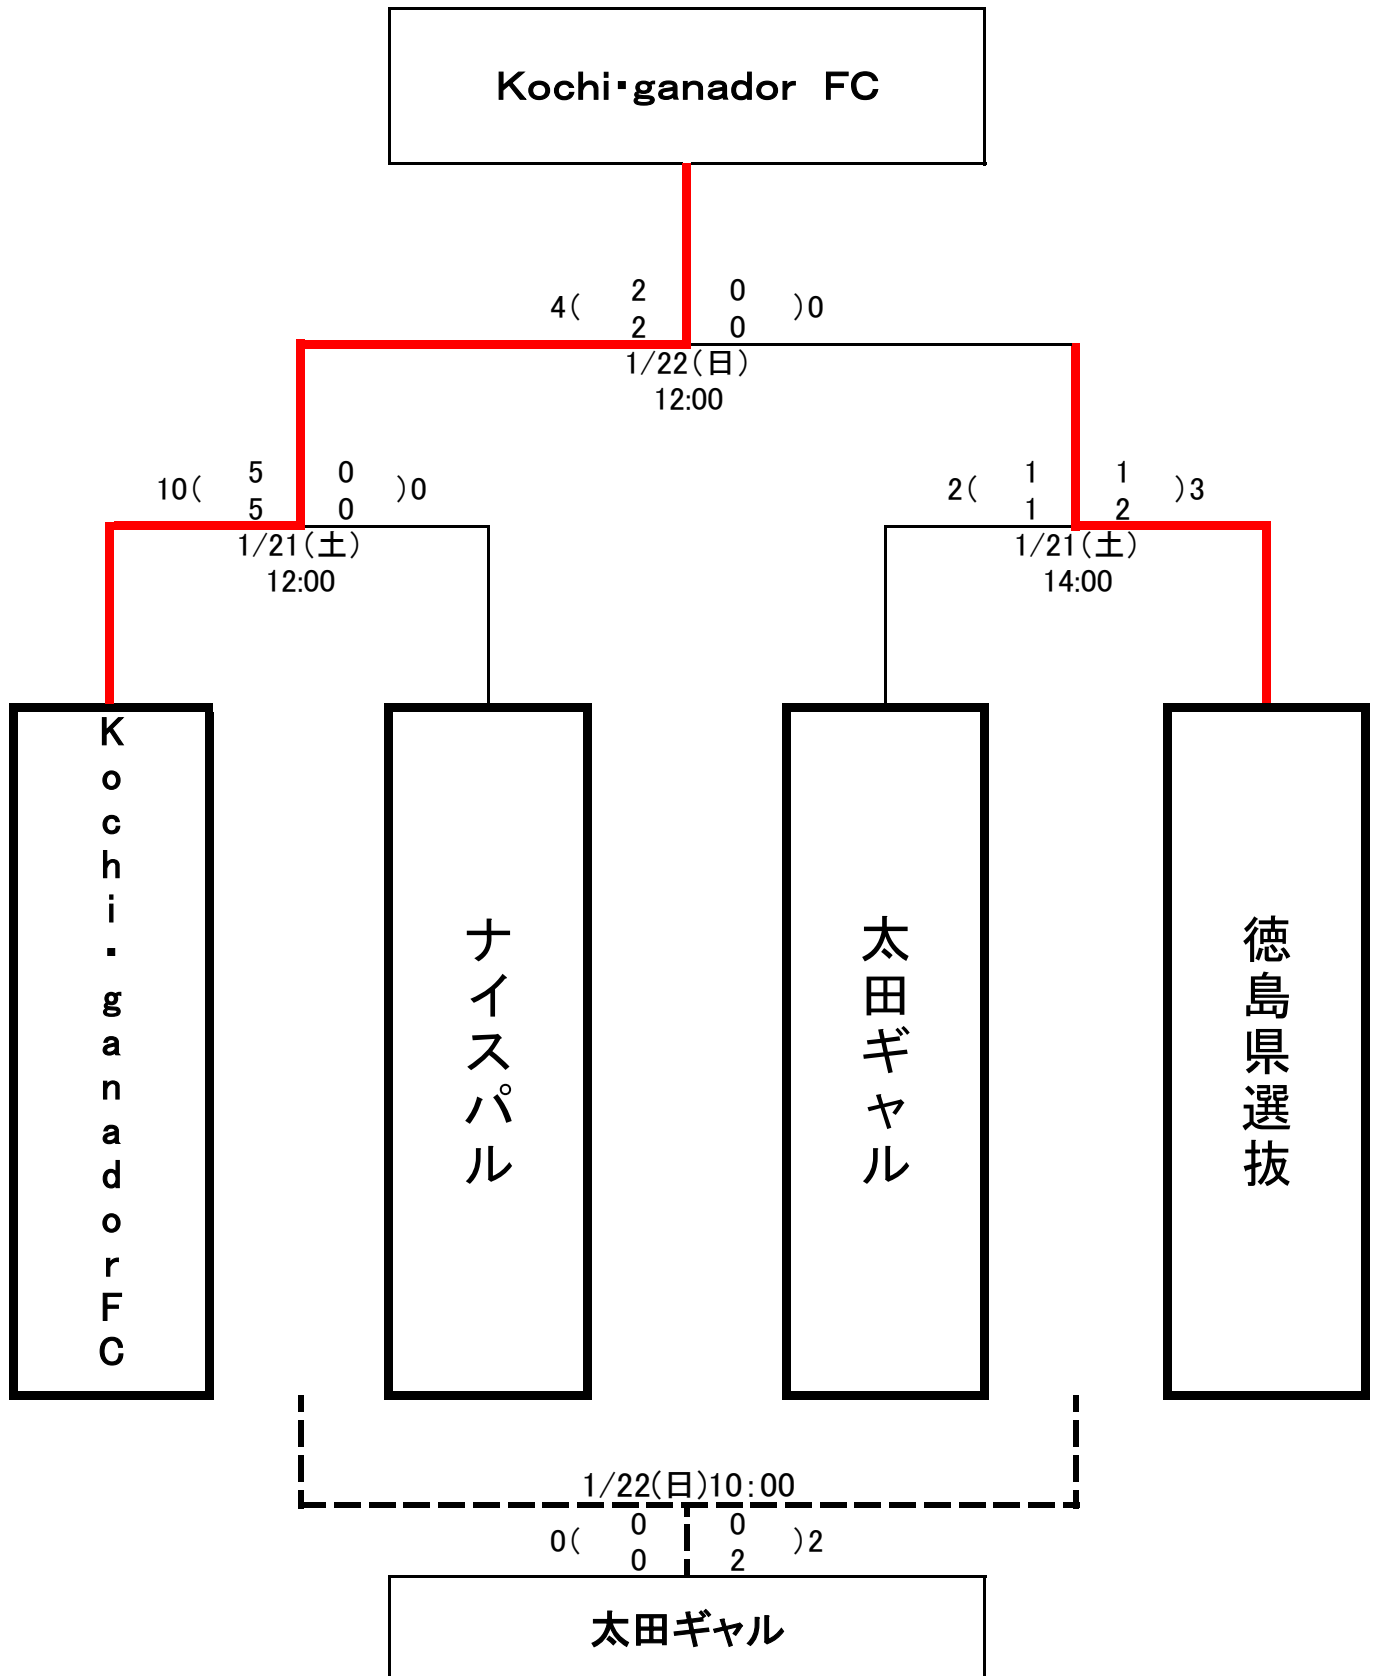 Kochi・ganador FC
2 0
4( )0
2 0
1/22(日)
12:00
5 0
10( )0
5 0
1/21(土)
12:00
1 1
2( )3
1 2
1/21(土)
14:00
Kochi・ganadorFC
ナイスパル
太田ギャル
徳島県選抜
1/22(日)10:00
0 0
0( )2
0 2
太田ギャル